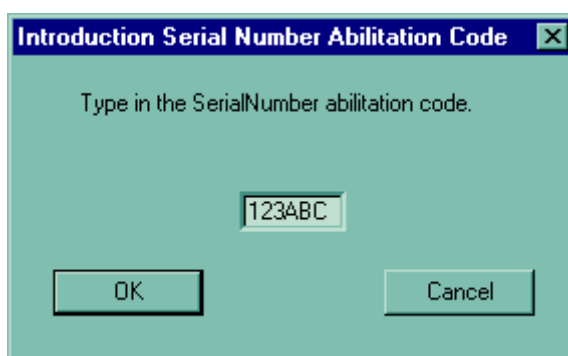 Introduction Serial Number Abilitation Code
Type in the SerialNumber abilitation code.
123ABC
OK
Cancel